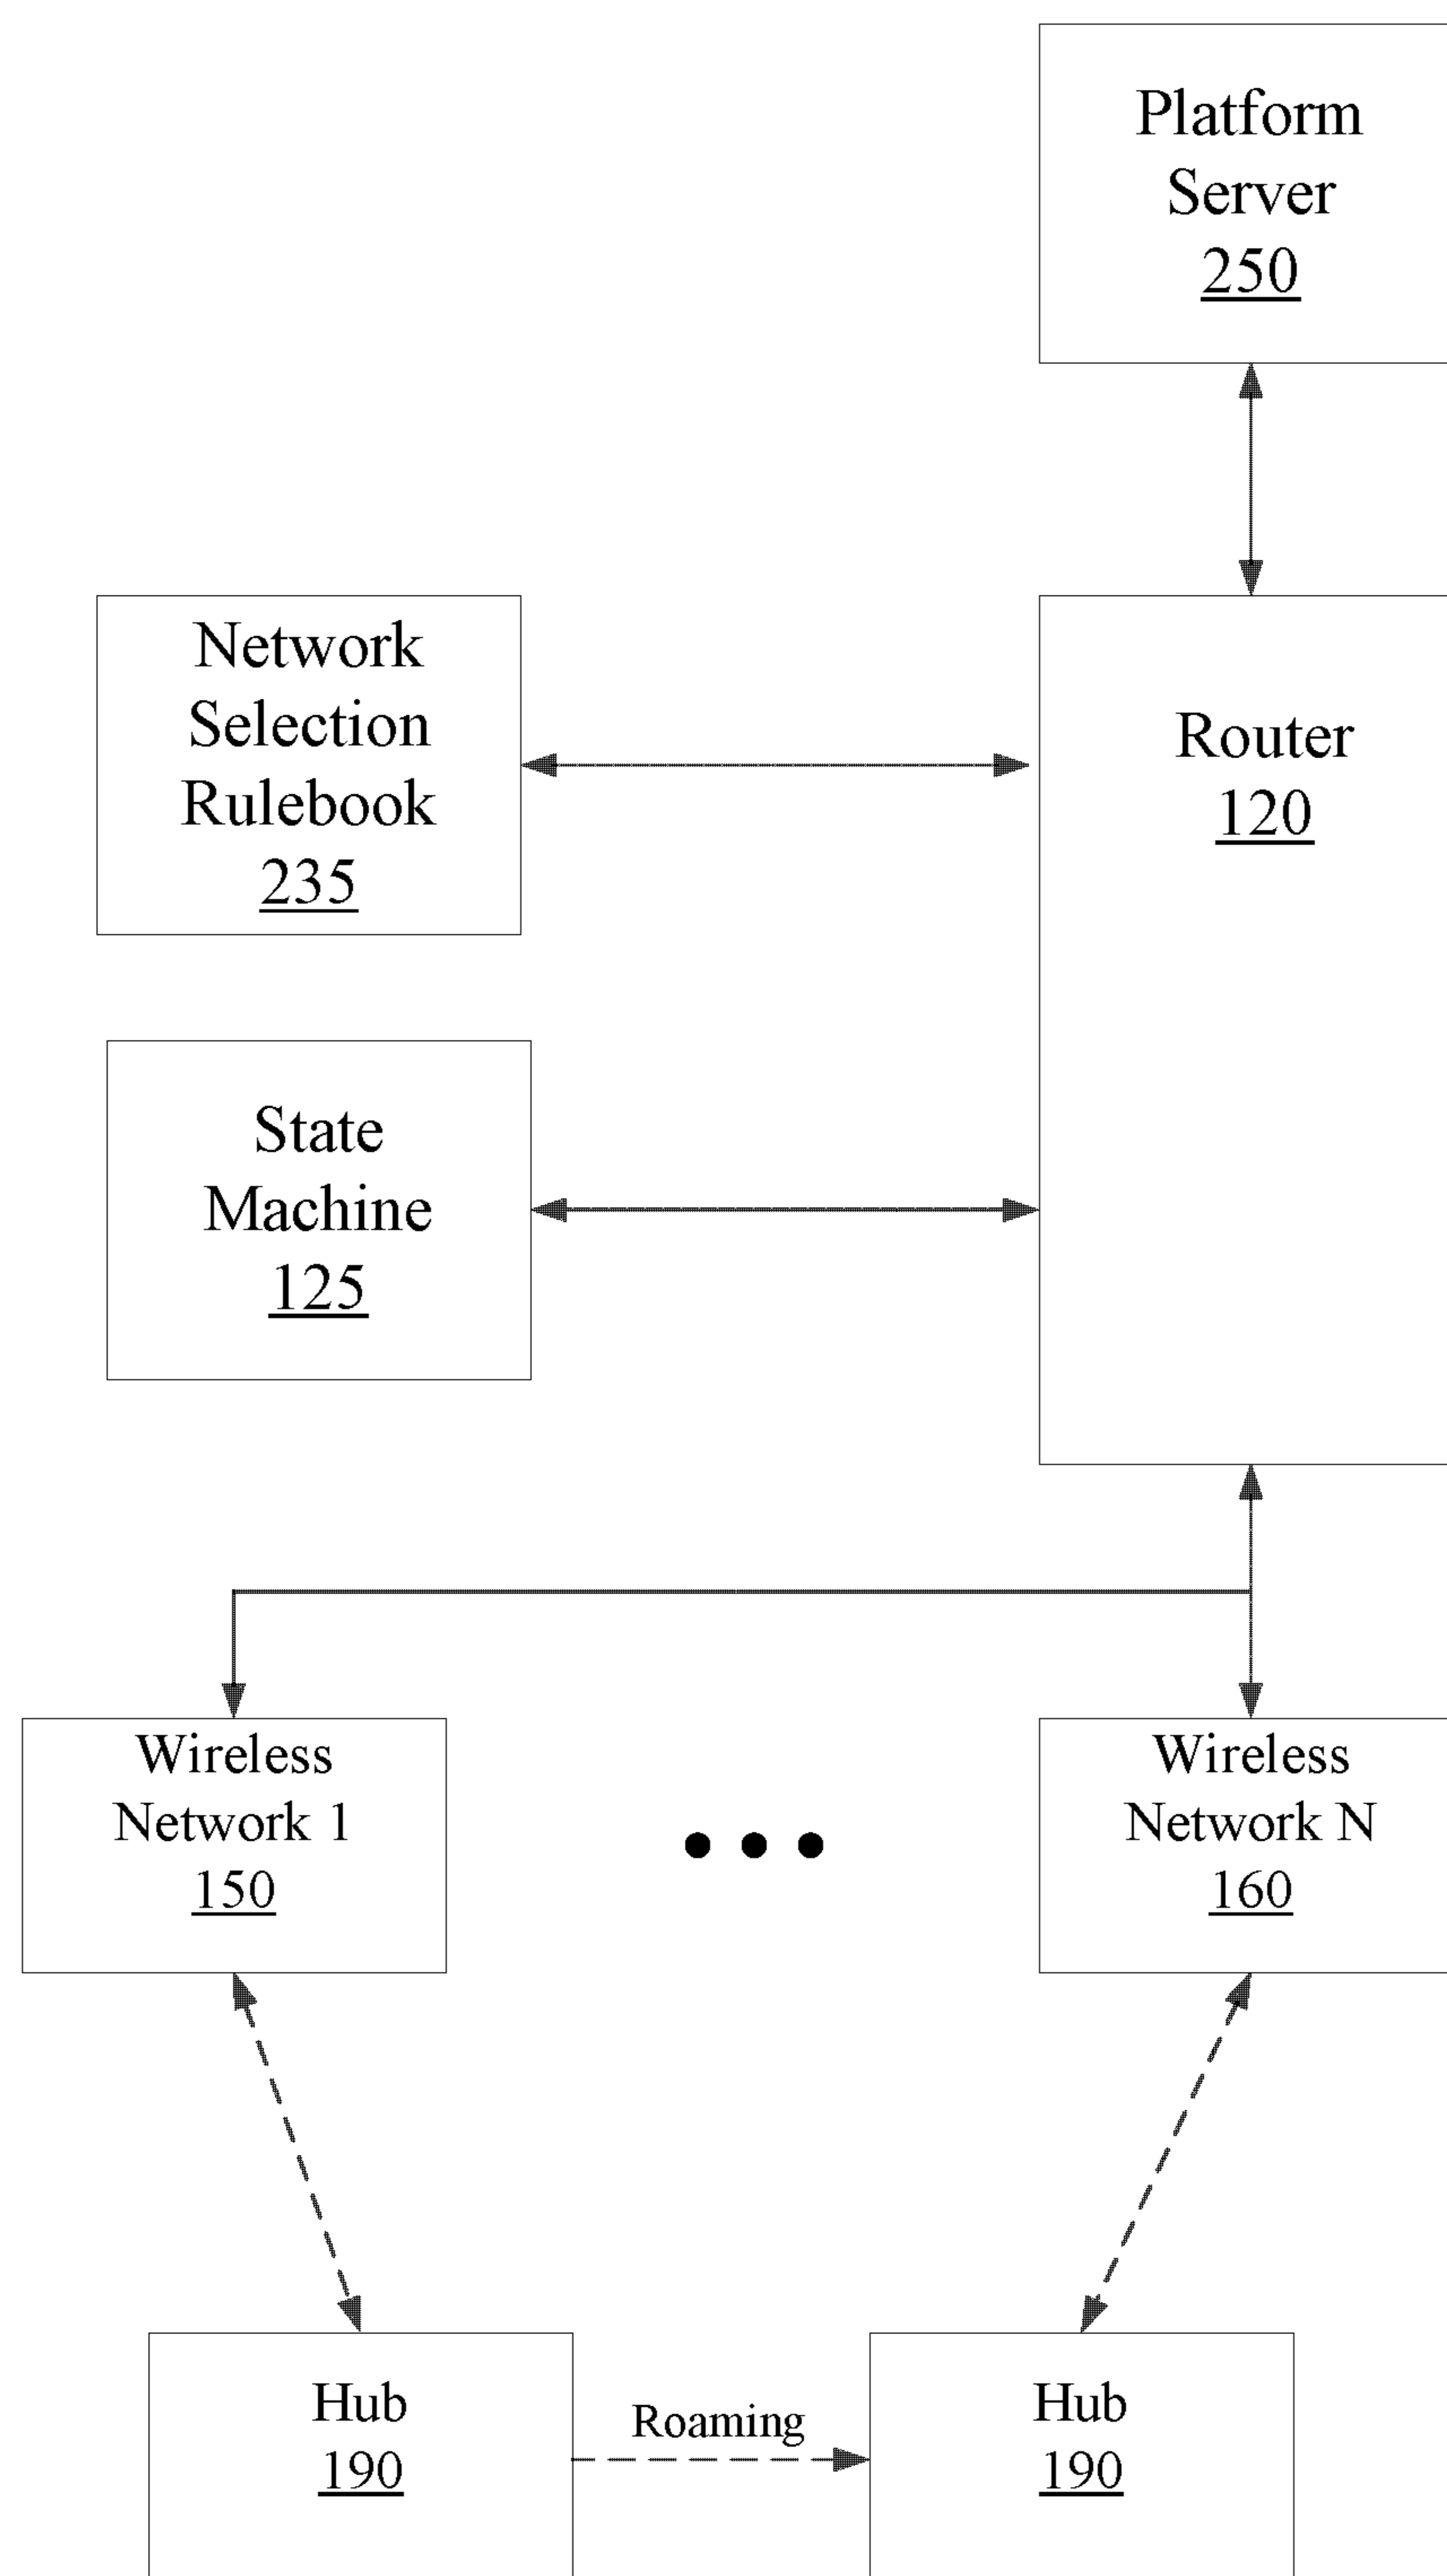 Platform
Server
250
Network
Selection
Rulebook
235
Router
120
State
Machine
125
Wireless
Network 1
150
Wireless
Network N
160
Hub
190
Roaming
Hub
190